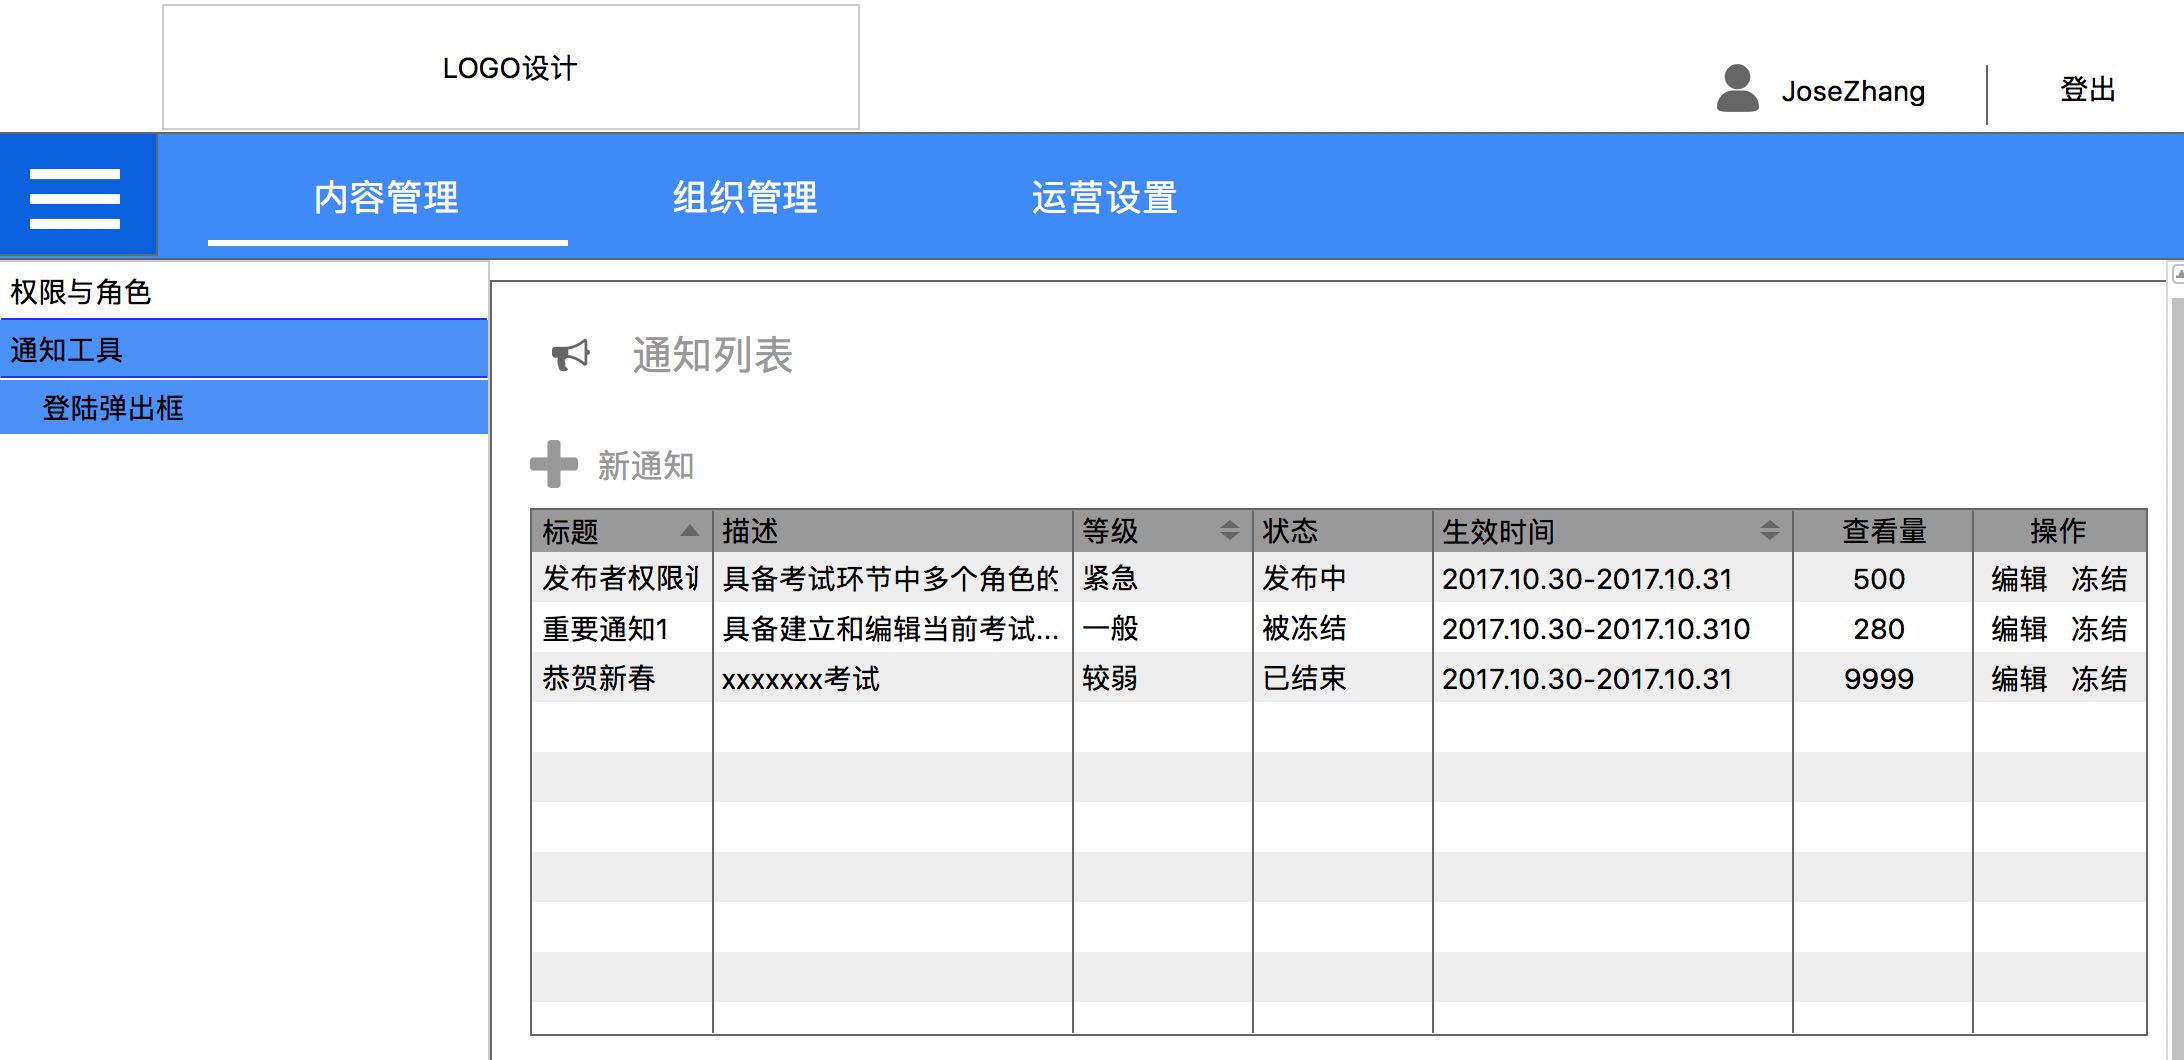 LOGO设计
JoseZhang 登出
内容管理 组织管理 运营设置
权限与角色
通知工具
登陆弹出框
通知列表
新通知
标题 描述 等级 状态 生效时间 查看量 操作
发布者权限 具备考试环节中多个角色的 紧急 发布中 2017.10.30-2017.10.31 500 编辑 冻结
重要通知1 具备建立和编辑当前考试... 一般 被冻结 2017.10.30-2017.10.310 280 编辑 冻结
恭贺新春 xxxxxxx考试 较弱 已结束 2017.10.30-2017.10.31 9999 编辑 冻结